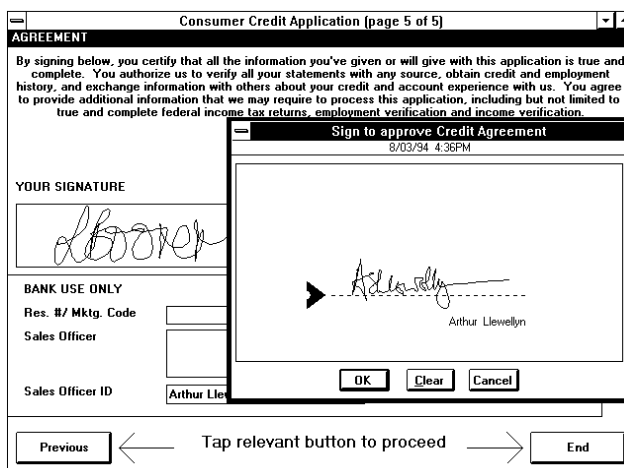 Consumer Credit Application (page 5 of 5)
AGREEMENT
By signing below, you certify that all the information you've given or will give with this application is true and
complete. You authorize us to verify all your statements with any source, obtain credit and employment
history, and exchange information with others about your credit and account experience with us. You agree
to provide additional information that we may require to process this application, including but not limited to
true and complete federal income tax returns, employment verification and income verification.
Sign to approve Credit Agreement
8/03/94 4:36PM
YOUR SIGNATURE
Arthur Llewellyn
OK Clear Cancel
BANK USE ONLY
Res. #/ Mktg. Code
Sales Officer
Sales Officer ID
Arthur
Previous
Tap relevant button to proceed
End